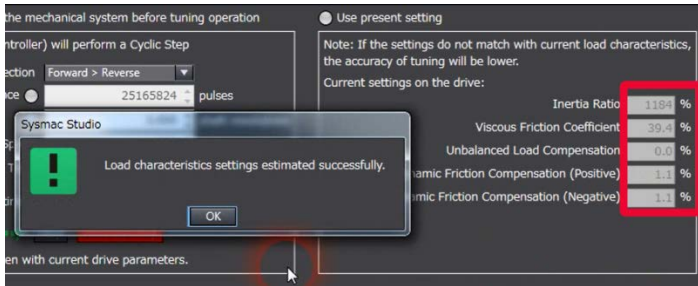 the mechanical system before tuning operation
ntroller) will perform a Cyclic Step
ection Forward > Reverse
nce 25165824 pulses
Sysmac Studio
Load characteristics settings estimated successfully.
OK
en with current drive parameters.
Use present setting
Note: If the settings do not match with current load characteristics,
the accuracy of tuning will be lower.
Current settings on the drive:
Inertia Ratio 1184 %
Viscous Friction Coefficient 39.4 %
Unbalanced Load Compensation 0.0 %
amic Friction Compensation (Positive) 1.1 %
amic Friction Compensation (Negative) 1.1 %